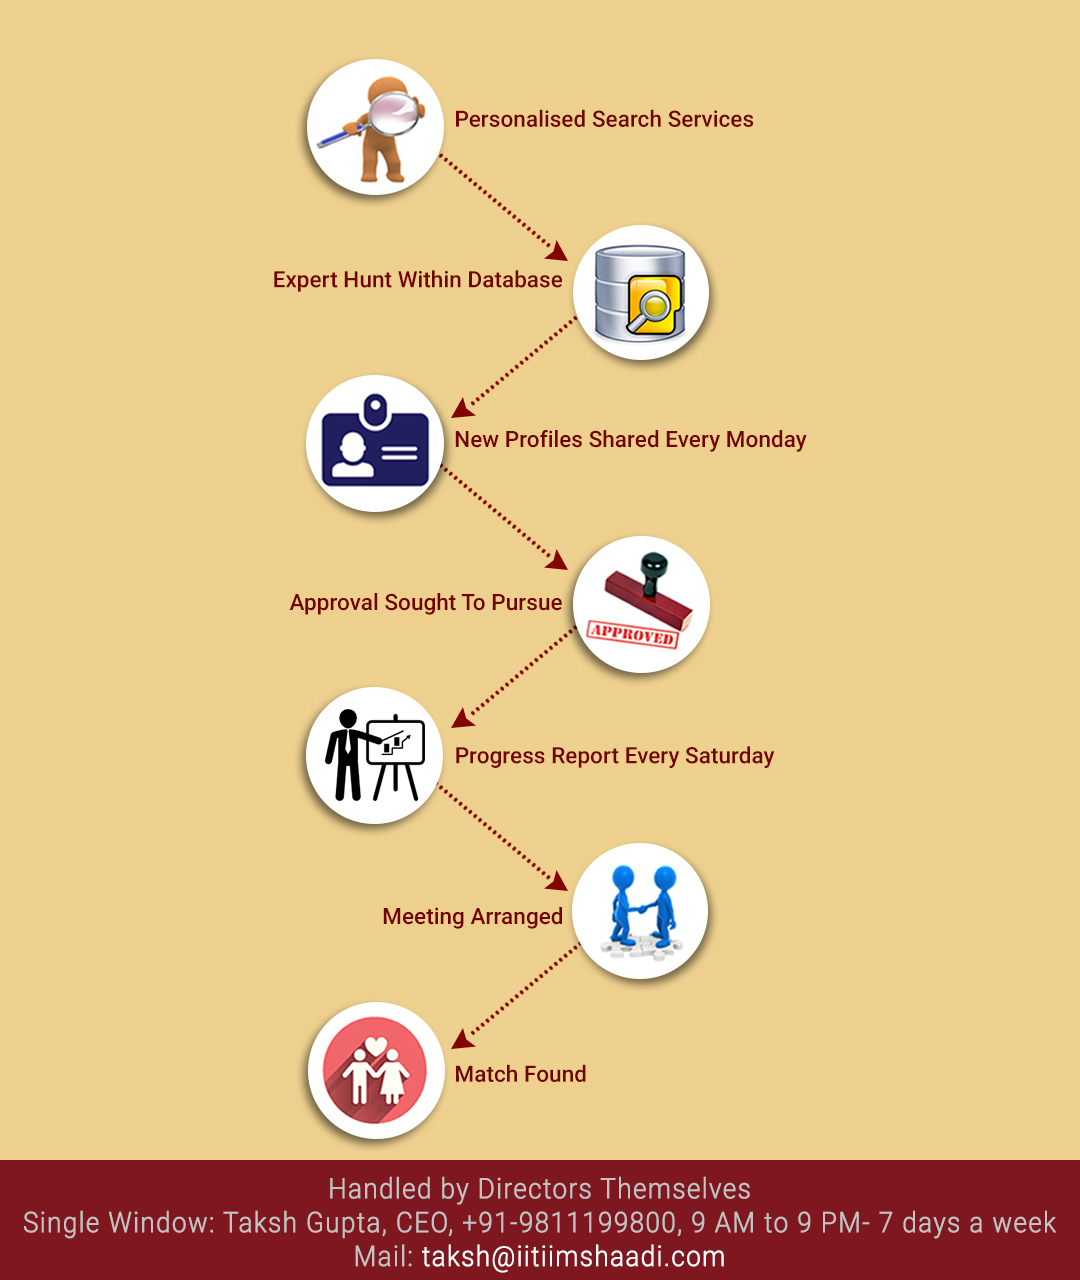 Personalised Search Services
Expert Hunt Within Database
New Profiles Shared Every Monday
Approval Sought To Pursue
APPROVED
Progress Report Every Saturday
Meeting Arranged
Match Found
Handled by Directors Themselves
Single Window: Taksh Gupta, CEO, +91-9811199800, 9 AM to 9 PM- 7 days a week
Mail: taksh@iitiimshaadi.com